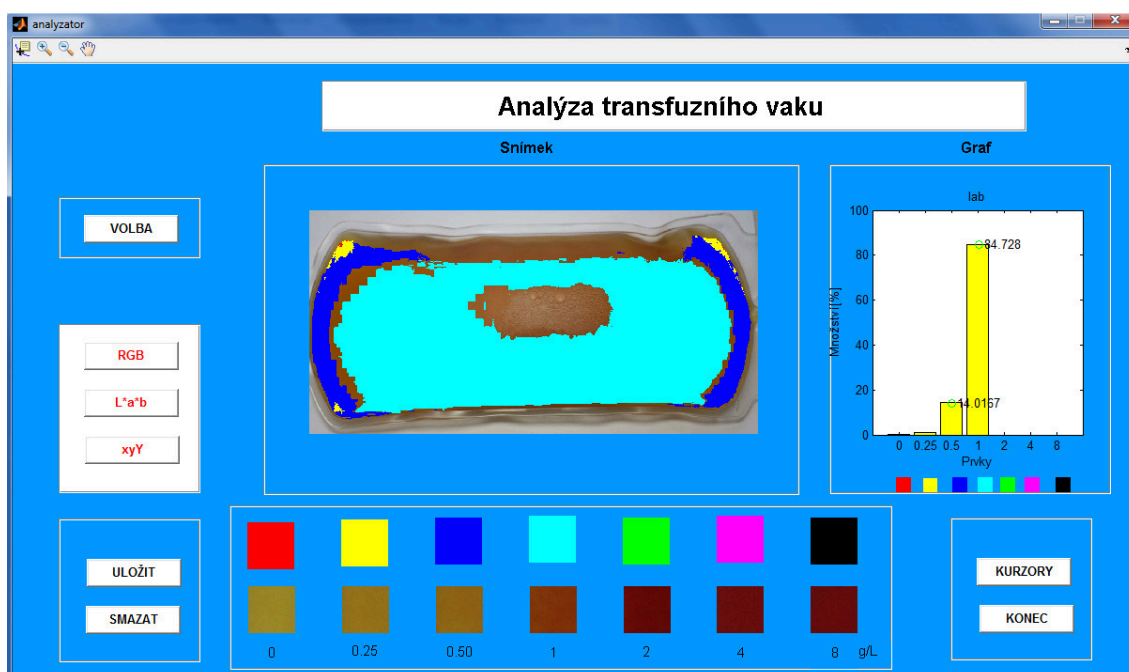 analyzator
Analýza transfuzního vaku
Snímek
Graf
VOLBA
RGB
L*a*b
xyY
ULOŽIT
SMAZAT
lab
Množství[%]
100
80
60
40
20
0
84.728
14.0167
0 0.25 0.5 1 2 4 8
Prvky
0 0.25 0.50 1 2 4 8 g/L
KURZORY
KONEC